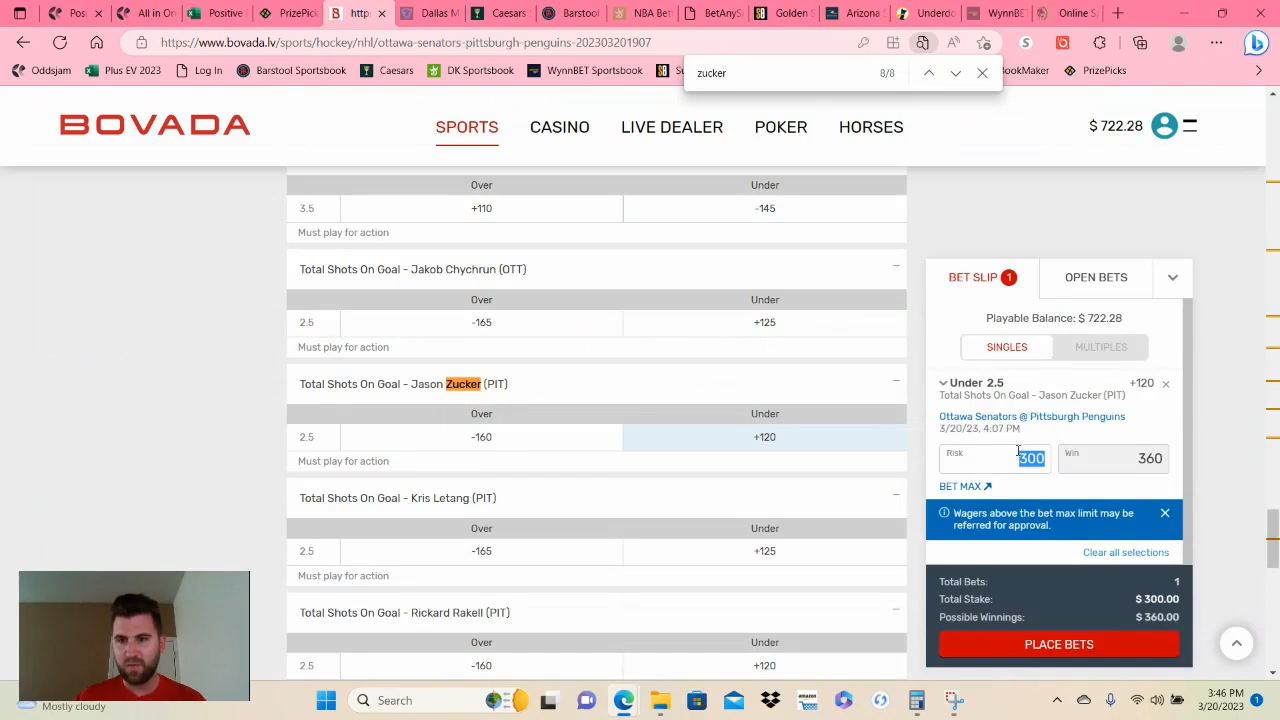 All in On
Positive
PrizePick
http:
Dallas M
Caesars
Barstool
NBA Bet
BetAnyS
Golden S
Arizona S
Underdo
WynnBE
Online S
https://www.bovada.lv/sports/hockey/nhl/ottawa-senators-pittsburgh-penguins-202303201907
Oddsjam
Plus EV 2023
Log In
Barstool Sportsbook
Caesars
DK Sportsbook
WynnBET Sportsbook
ookMaker
PrizePicks
zucker 8/8
BOVADA
SPORTS CASINO LIVE DEALER POKER HORSES
$ 722.28
Over Under
3.5 +110 -145
Must play for action
Total Shots On Goal - Jakob Chychrun (OTT)
Over Under
2.5 -165 +125
Must play for action
Total Shots On Goal - Jason Zucker (PIT)
Over Under
2.5 -160 +120
Must play for action
Total Shots On Goal - Kris Letang (PIT)
Over Under
2.5 -165 +125
Must play for action
Total Shots On Goal - Rickard Rakell (PIT)
Over Under
2.5 -160 +120
BET SLIP 1 OPEN BETS
Playable Balance: $ 722.28
SINGLES MULTIPLES
Under 2.5 +120
Total Shots On Goal - Jason Zucker (PIT)
Ottawa Senators @ Pittsburgh Penguins
3/20/23, 4:07 PM
Risk 300 Win 360
BET MAX
Wagers above the bet max limit may be
referred for approval.
Clear all selections
Total Bets: 1
Total Stake: $ 300.00
Possible Winnings: $ 360.00
PLACE BETS
Mostly cloudy
Search
amazon
3:46 PM
3/20/2023
1